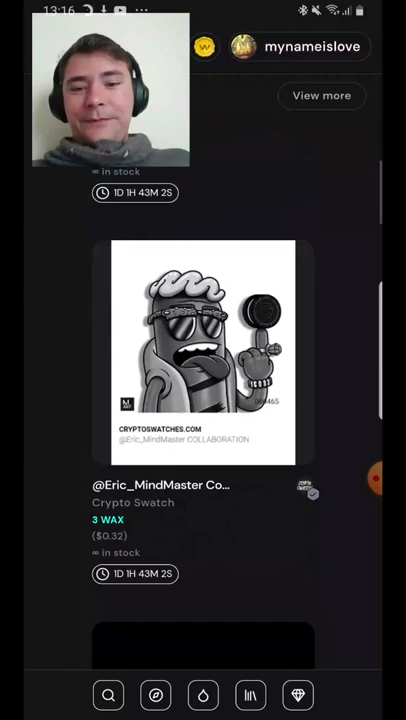 13:16
mynameislove
View more
∞ in stock
1D 1H 43M 2S
000465
CRYPTOSWATCHES.COM
@Eric_MindMaster COLLABORATION
@Eric_MindMaster Co...
Crypto Swatch
3 WAX
($0.32)
∞ in stock
1D 1H 43M 2S